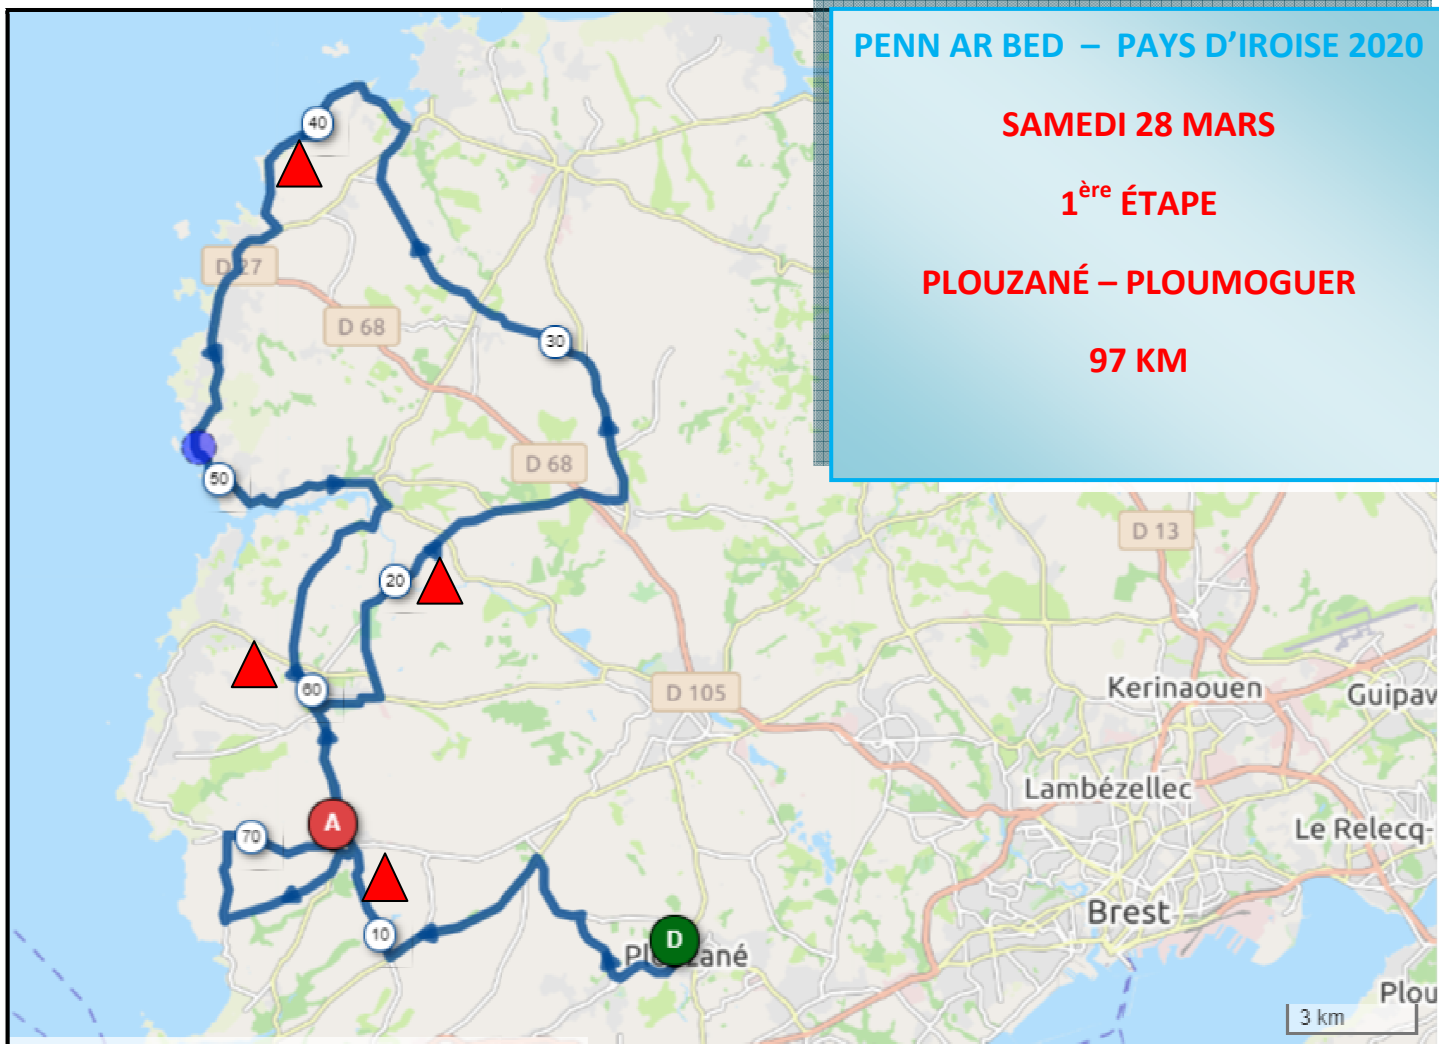 PENN AR BED – PAYS D'IROISE 2020
SAMEDI 28 MARS
1ère ÉTAPE
PLOUZANÉ – PLOUMOGUER
97 KM
40
D 27
D 68
30
D 68
50
D 13
20
60
D 105
Kerinaouen
Guipav
Lambézellec
A
70
Le Relecq-
10
Brest
D
Plouzané
Plou
3 km